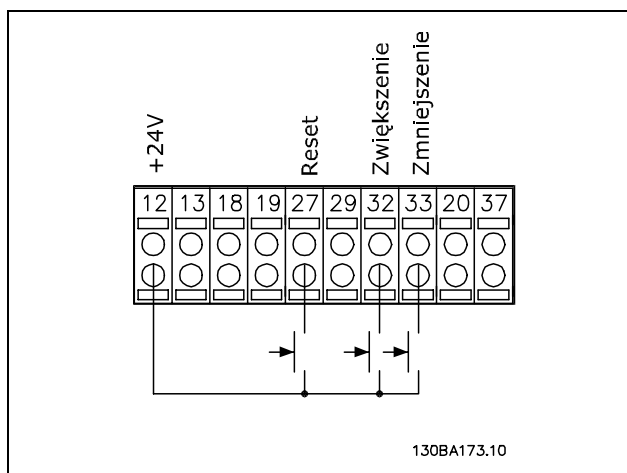 +24V
Reset
Zwiększenie
Zmniejszenie
12 13 18 19 27 29 32 33 20 37
130BA173.10